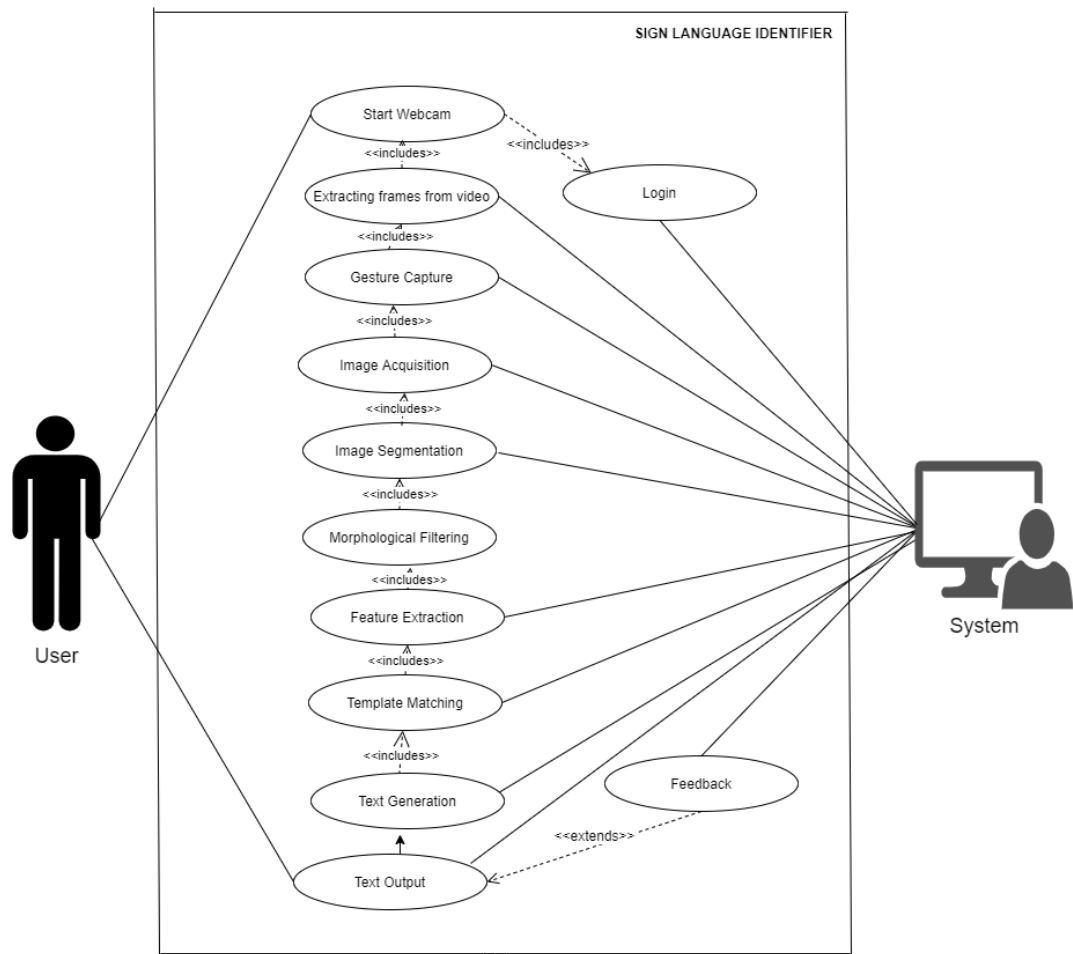 SIGN LANGUAGE IDENTIFIER
Start Webcam
<<includes>>
<<includes>>
Login
Extracting frames from video
<<includes>>
Gesture Capture
<<includes>>
Image Acquisition
<<includes>>
Image Segmentation
<<includes>>
Morphological Filtering
<<includes>>
Feature Extraction
<<includes>>
Template Matching
<<includes>>
Text Generation
Feedback
<<extends>>
Text Output
User
System